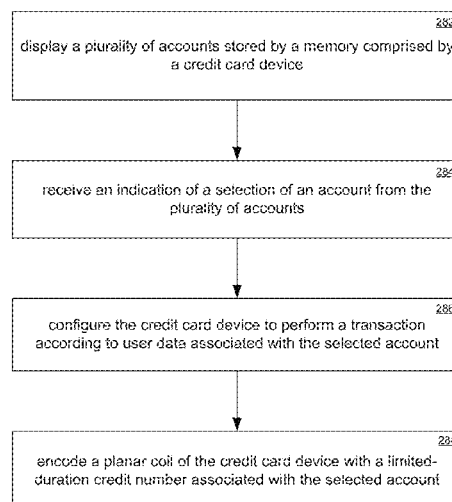 282
display a plurality of accounts stored by a memory comprised by
a credit card device
284
receive an indication of a selection of an account from the
plurality of accounts
286
configure the credit card device to perform a transaction
according to user data associated with the selected account
encode a planar coil of the credit card device with a limited-
duration credit number associated with the selected account